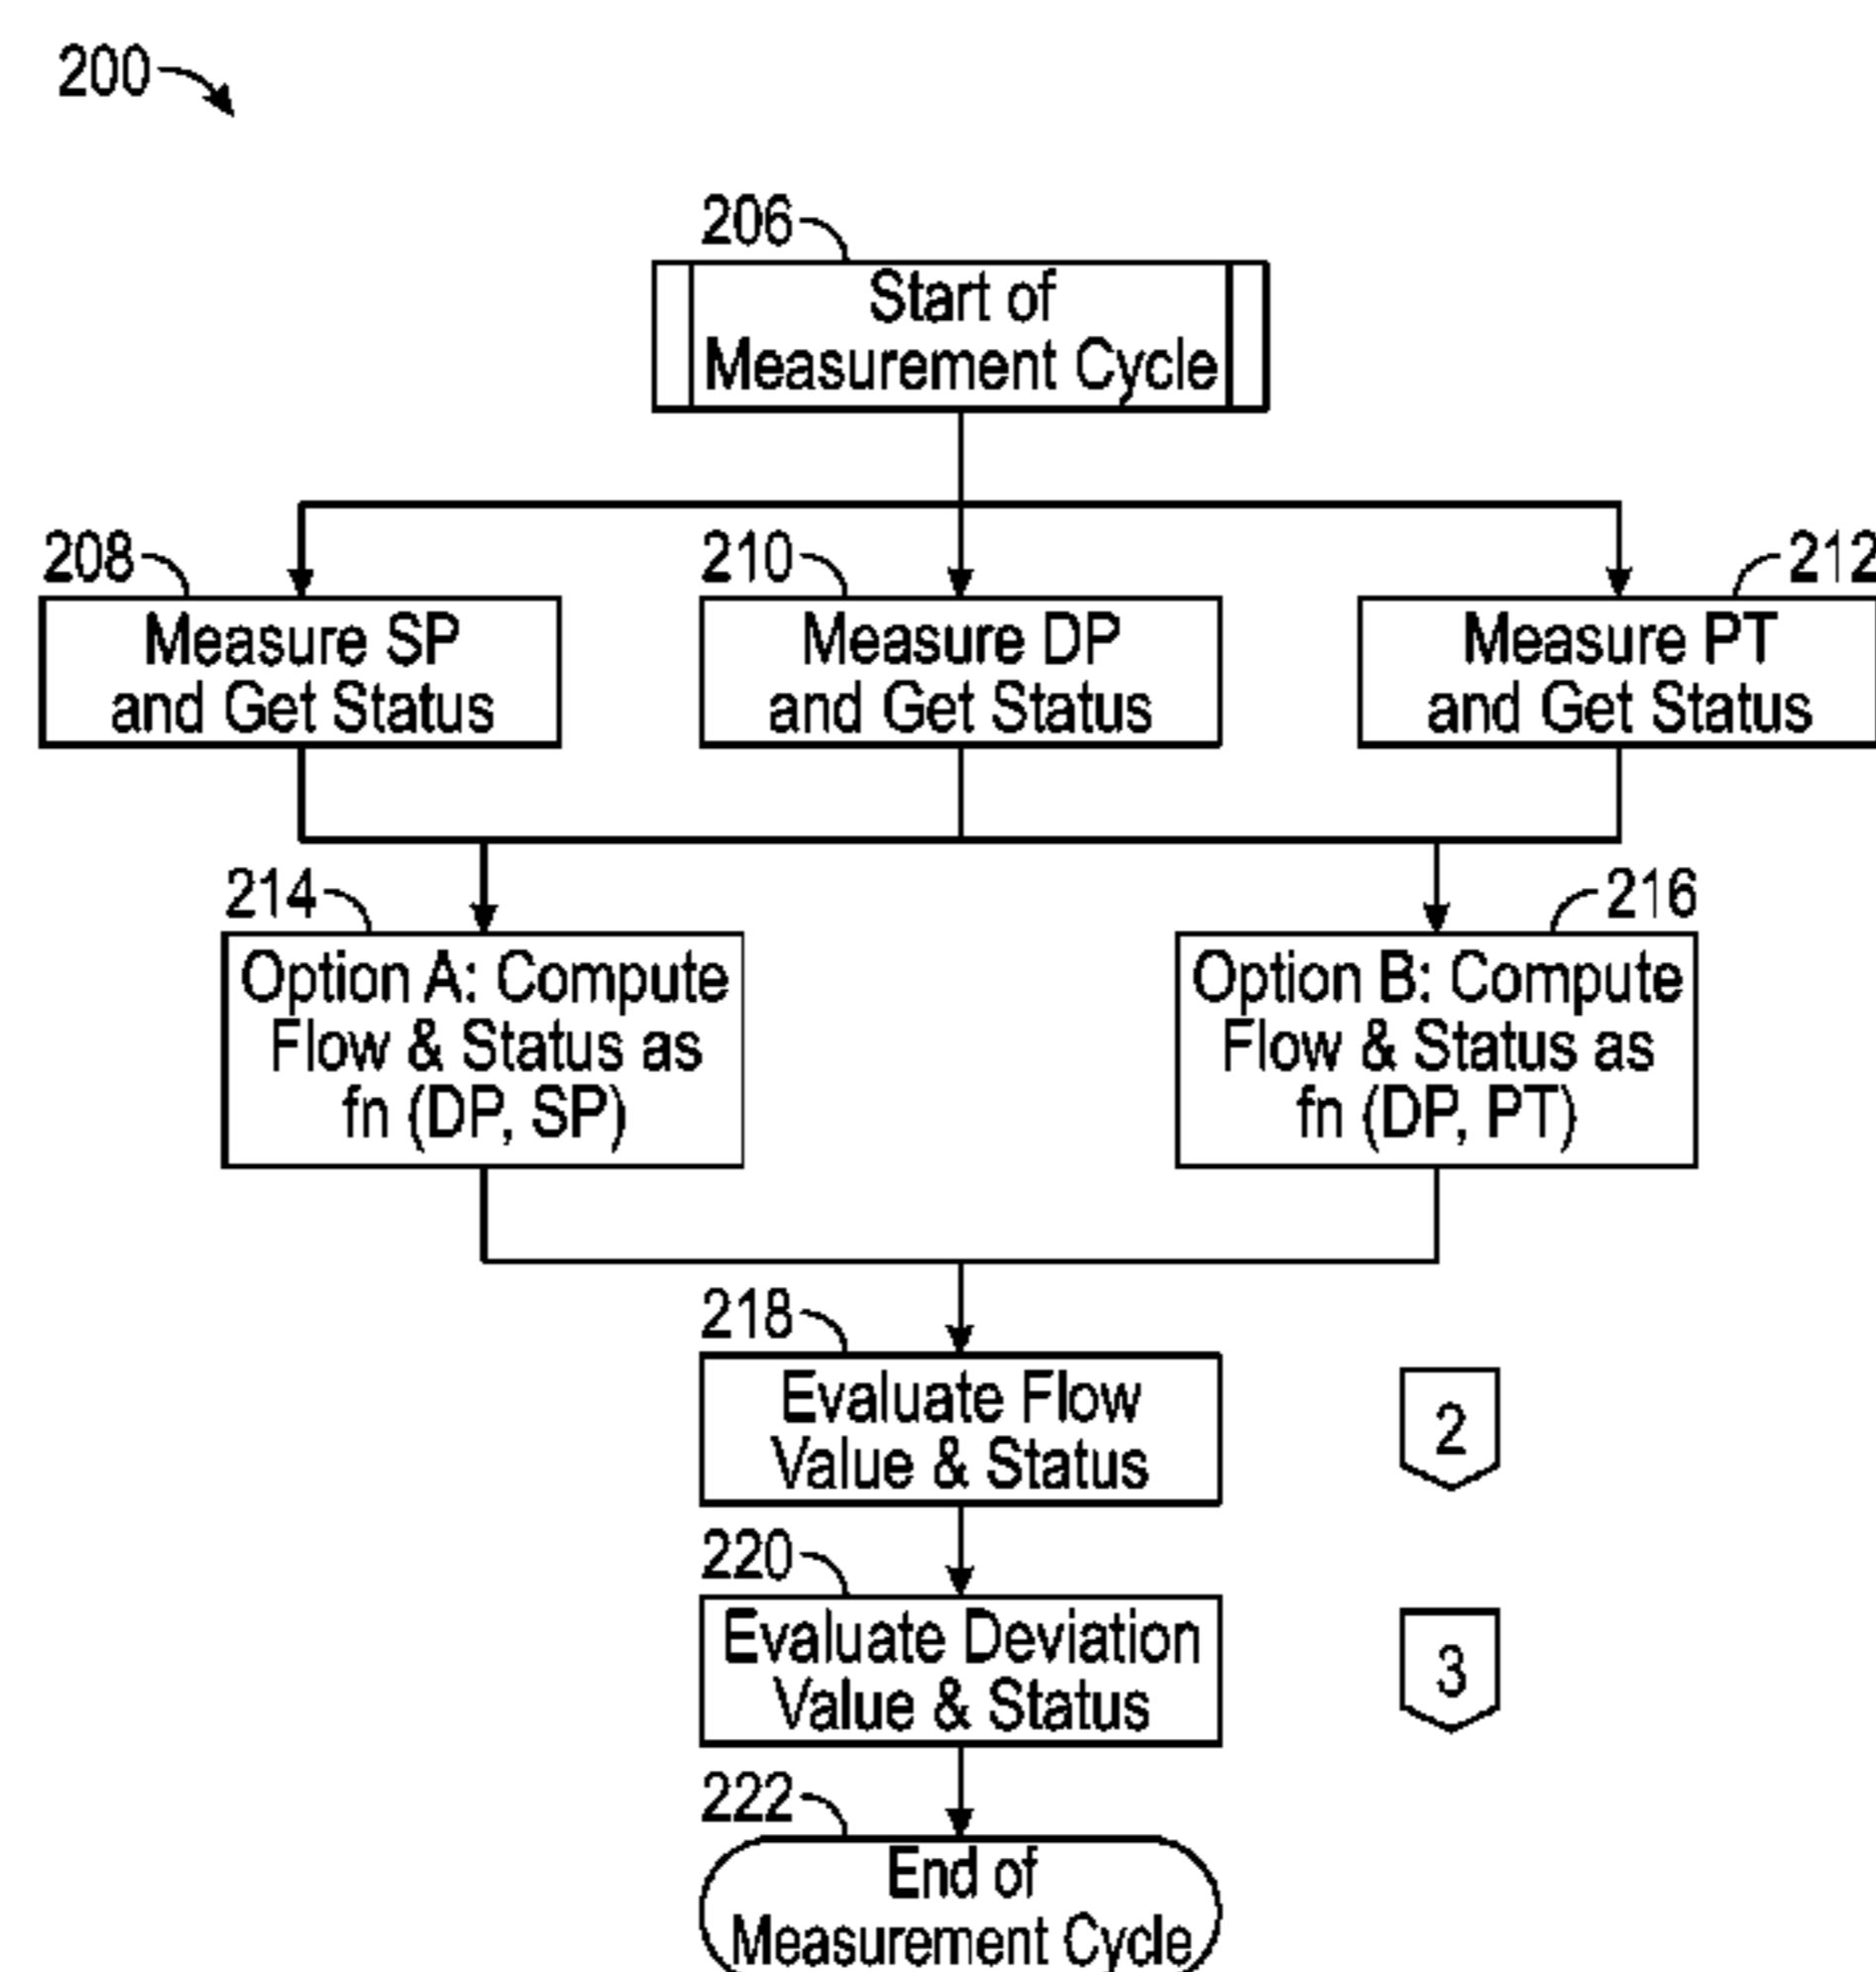 200
206
Start of
Measurement Cycle
208
210
212
Measure SP
and Get Status
Measure DP
and Get Status
Measure PT
and Get Status
214
216
Option A: Compute
Flow & Status as
fn (DP, SP)
Option B: Compute
Flow & Status as
fn (DP, PT)
218
Evaluate Flow
Value & Status
2
220
Evaluate Deviation
Value & Status
3
222
End of
Measurement Cycle